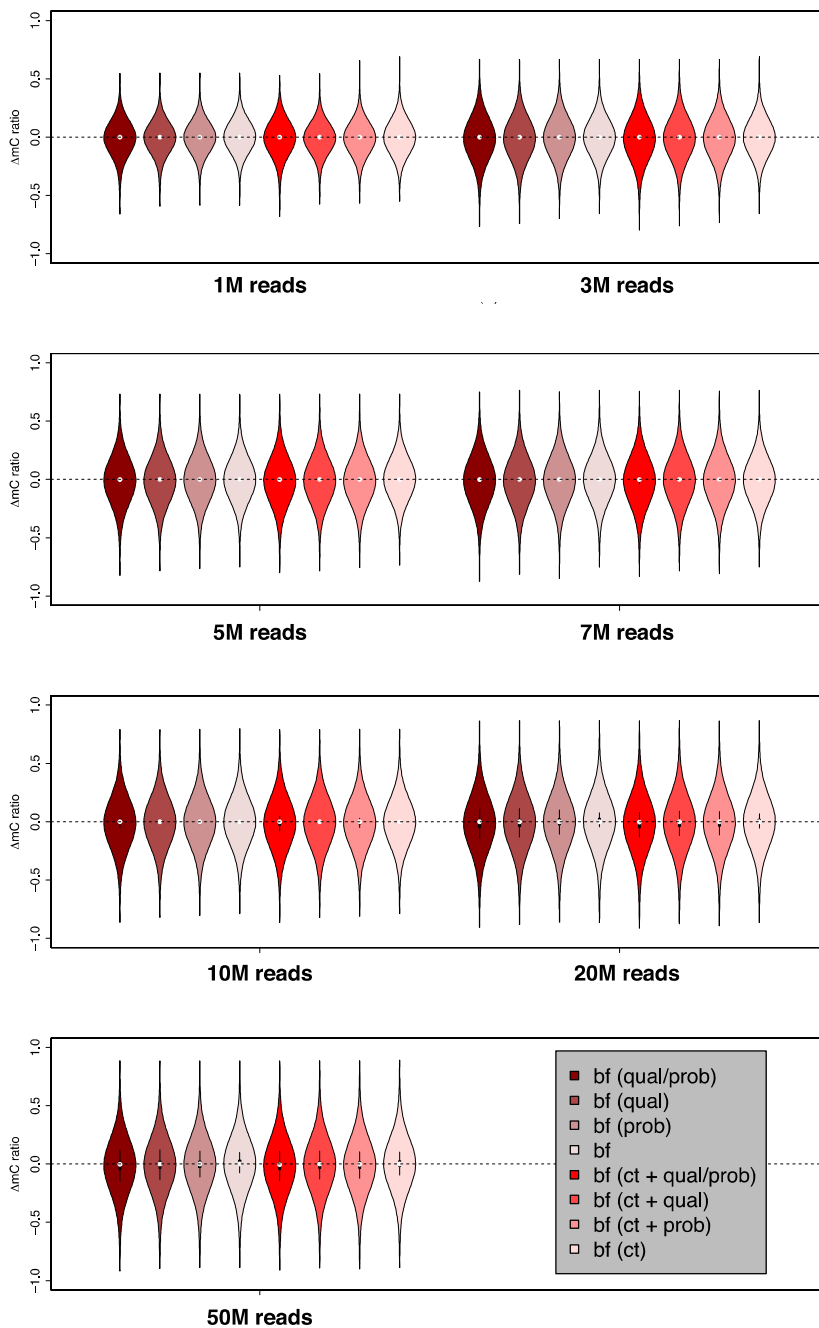 1.0
0.5
0.0
−0.5
−1.0
ΔmC ratio
1M reads
3M reads
1.0
0.5
0.0
−0.5
−1.0
ΔmC ratio
5M reads
7M reads
1.0
0.5
0.0
−0.5
−1.0
ΔmC ratio
10M reads
20M reads
1.0
0.5
0.0
−0.5
−1.0
ΔmC ratio
50M reads
bf (qual/prob)
bf (qual)
bf (prob)
bf
bf (ct + qual/prob)
bf (ct + qual)
bf (ct + prob)
bf (ct)